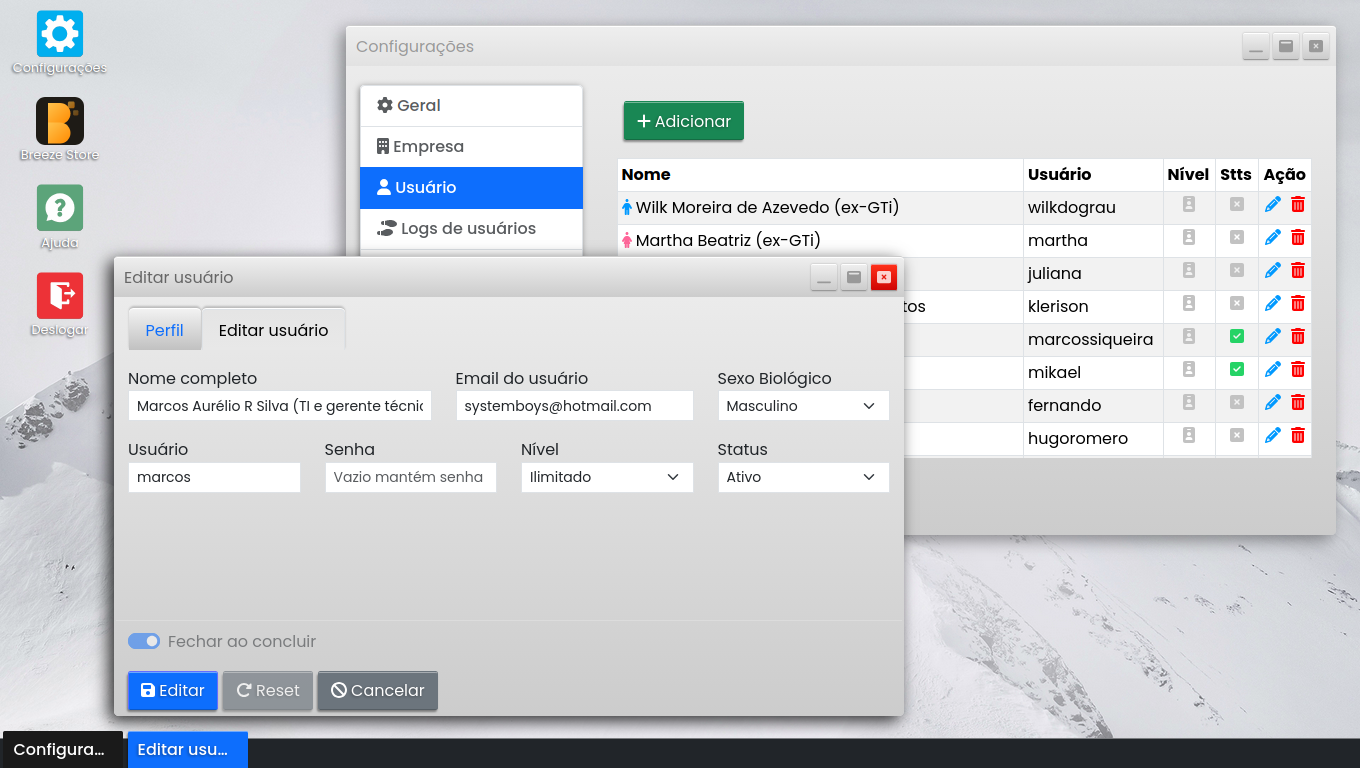 Configurações
Breeze Store
Ajuda
Deslogar
Configurações
Geral
Empresa
Usuário
Logs de usuários
Adicionar
Nome Usuário Nível Stts Ação
Wilk Moreira de Azevedo (ex-GTi) wilkdograu
Martha Beatriz (ex-GTi) martha
juliana
tos klerison
marcossiqueira
mikael
fernando
hugoromero
Editar usuário
Perfil Editar usuário
Nome completo Email do usuário Sexo Biológico
Marcos Aurélio R Silva (TI e gerente técnic systemboys@hotmail.com Masculino
Usuário Senha Nível Status
marcos Vazio mantém senha Ilimitado Ativo
Fechar ao concluir
Editar Reset Cancelar
Configura... Editar usu...